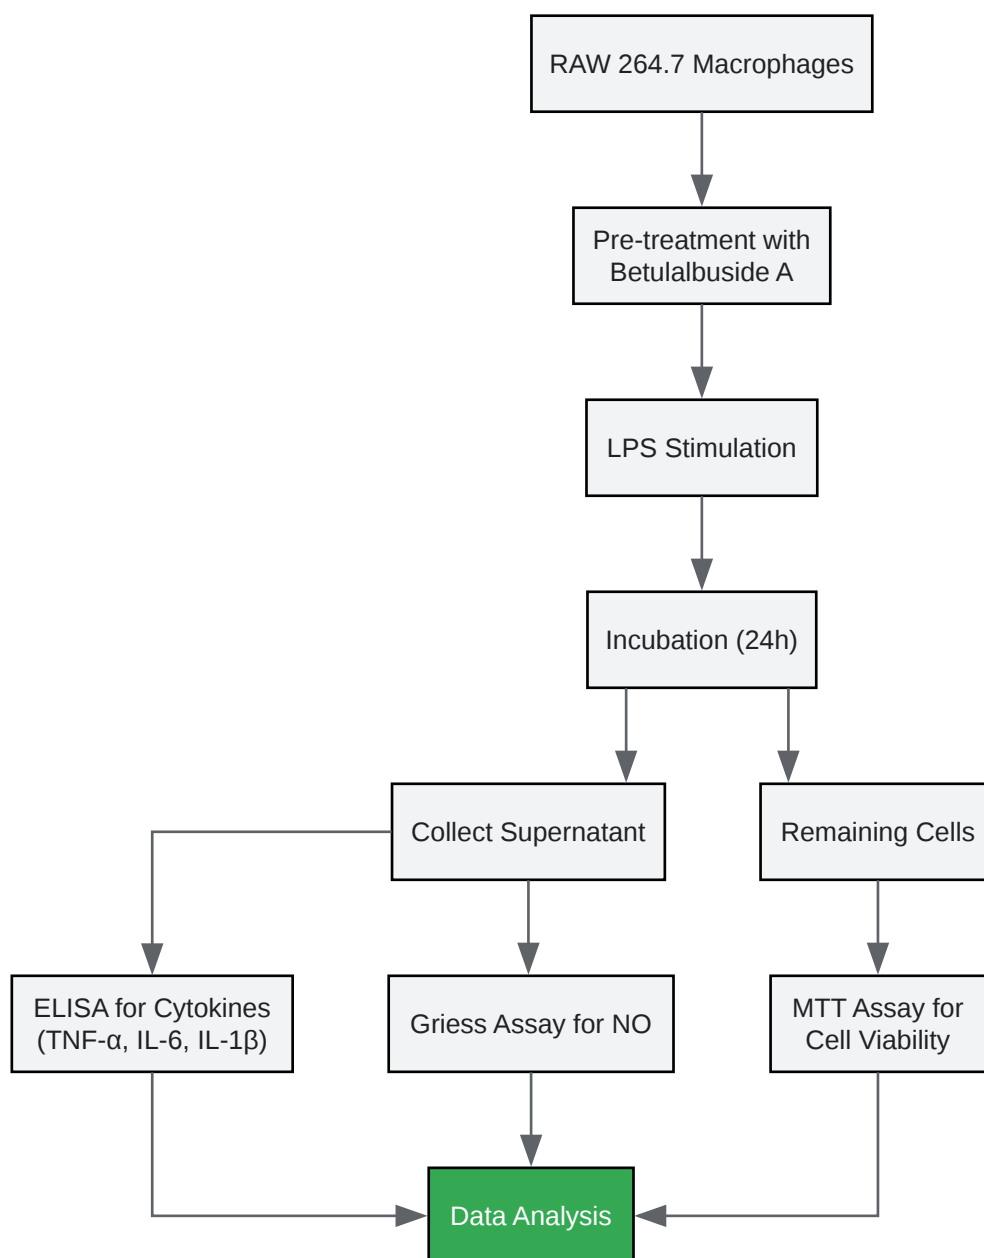 RAW 264.7 Macrophages
Pre-treatment with
Betulalbuside A
LPS Stimulation
Incubation (24h)
Collect Supernatant
Remaining Cells
ELISA for Cytokines
(TNF-α, IL-6, IL-1β)
Griess Assay for NO
MTT Assay for
Cell Viability
Data Analysis